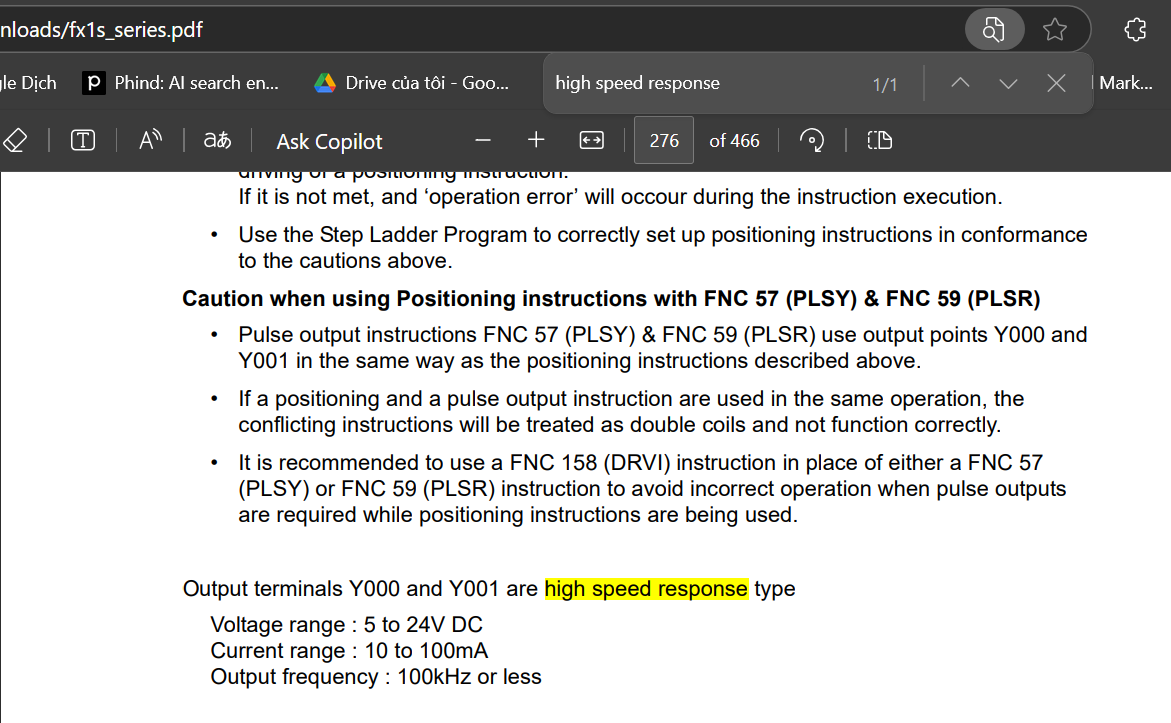 nloads/fx1s_series.pdf
gle Dịch
Phind: AI search en...
Drive của tôi - Goo...
high speed response
1/1
Mark...
Ask Copilot
276
of 466
driving of a positioning instruction.
If it is not met, and ‘operation error’ will occour during the instruction execution.
• Use the Step Ladder Program to correctly set up positioning instructions in conformance
to the cautions above.
Caution when using Positioning instructions with FNC 57 (PLSY) & FNC 59 (PLSR)
• Pulse output instructions FNC 57 (PLSY) & FNC 59 (PLSR) use output points Y000 and
Y001 in the same way as the positioning instructions described above.
• If a positioning and a pulse output instruction are used in the same operation, the
conflicting instructions will be treated as double coils and not function correctly.
• It is recommended to use a FNC 158 (DRVI) instruction in place of either a FNC 57
(PLSY) or FNC 59 (PLSR) instruction to avoid incorrect operation when pulse outputs
are required while positioning instructions are being used.
Output terminals Y000 and Y001 are high speed response type
Voltage range : 5 to 24V DC
Current range : 10 to 100mA
Output frequency : 100kHz or less